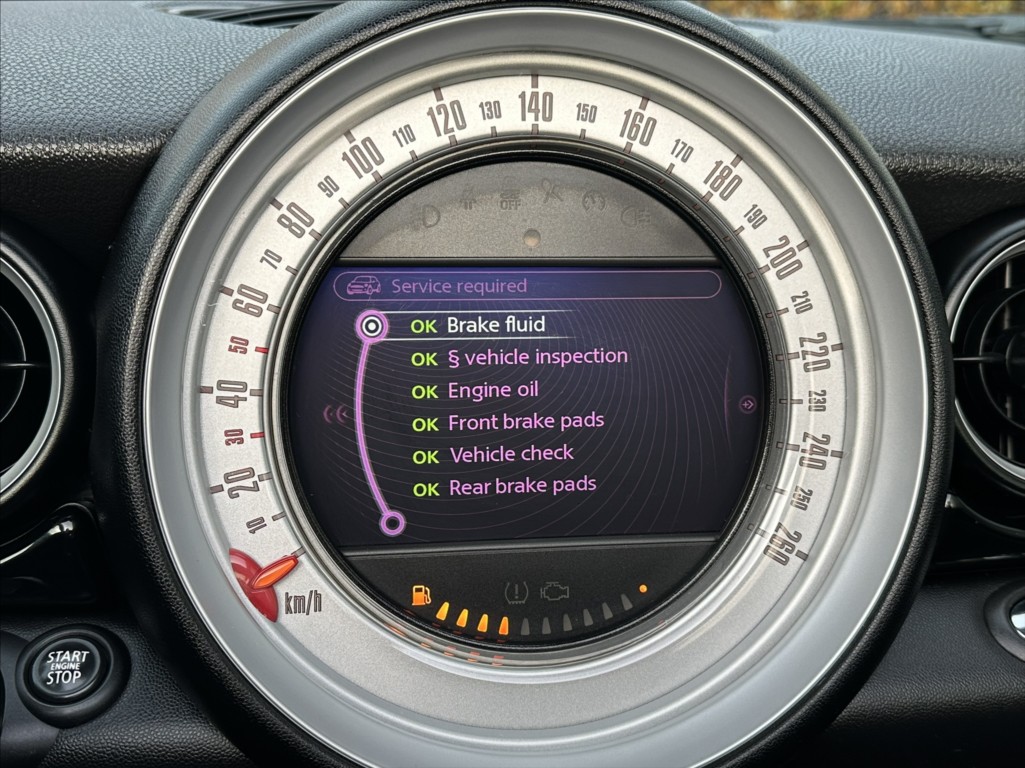 OFF
10
20
30
40
50
60
70
80
90
100
110
120
130
140
150
160
170
180
190
200
210
220
230
240
250
260
km/h
Service required
OK Brake fluid
OK § vehicle inspection
OK Engine oil
OK Front brake pads
OK Vehicle check
OK Rear brake pads
START
ENGINE
STOP